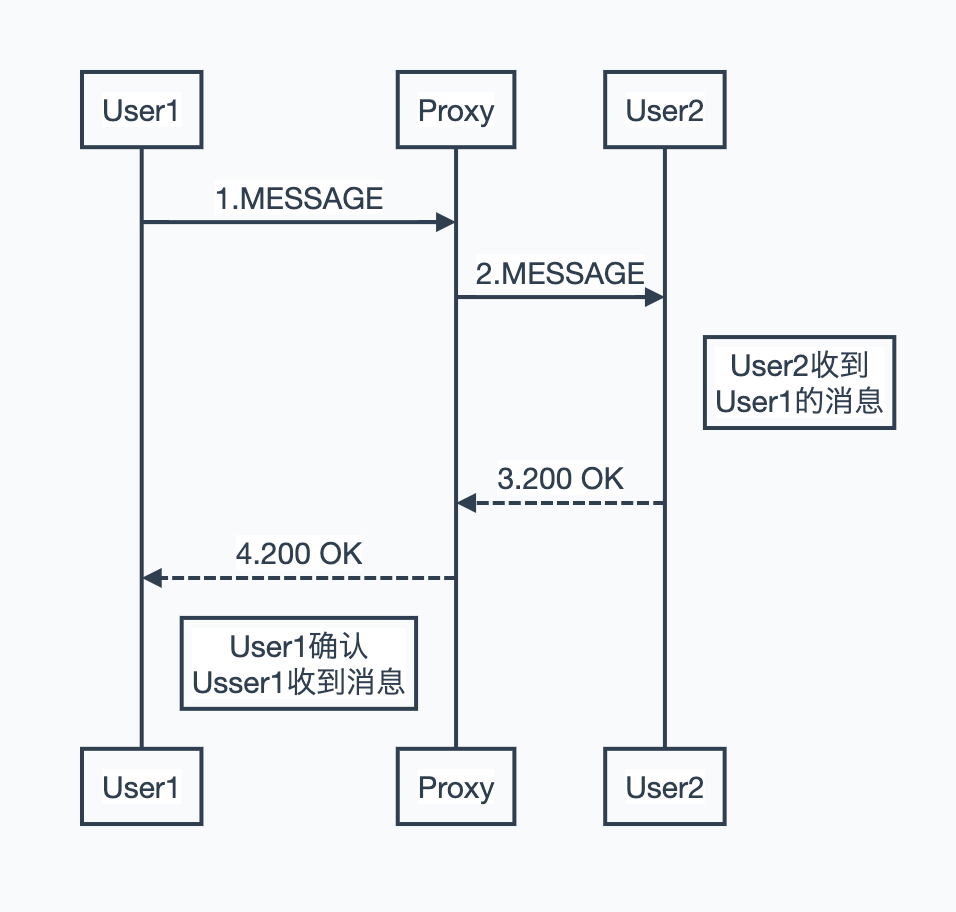 User1
Proxy
User2
1.MESSAGE
2.MESSAGE
User2收到
User1的消息
3.200 OK
4.200 OK
User1确认
Usser1收到消息
User1
Proxy
User2